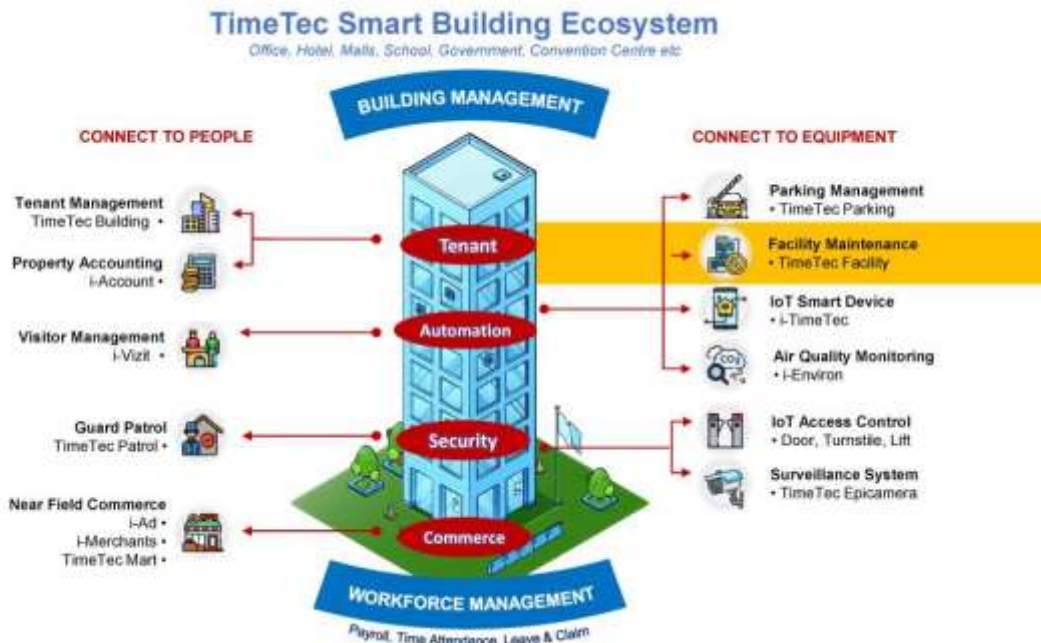 TimeTec Smart Building Ecosystem
Office, Hotel, Malls, School, Government, Convention Centre etc
BUILDING MANAGEMENT
CONNECT TO PEOPLE
Tenant Management
TimeTec Building •
Property Accounting
i-Account •
Visitor Management
i-Vizit •
Guard Patrol
TimeTec Patrol •
Near Field Commerce
i-Ad •
i-Merchants •
TimeTec Mart •
Tenant
Automation
Security
Commerce
CONNECT TO EQUIPMENT
Parking Management
• TimeTec Parking
Facility Maintenance
• TimeTec Facility
IoT Smart Device
• i-TimeTec
Air Quality Monitoring
• i-Environ
CO₂
IoT Access Control
• Door, Turnstile, Lift
Surveillance System
• TimeTec Epicamera
WORKFORCE MANAGEMENT
Payroll, Time Attendance, Leave & Claim